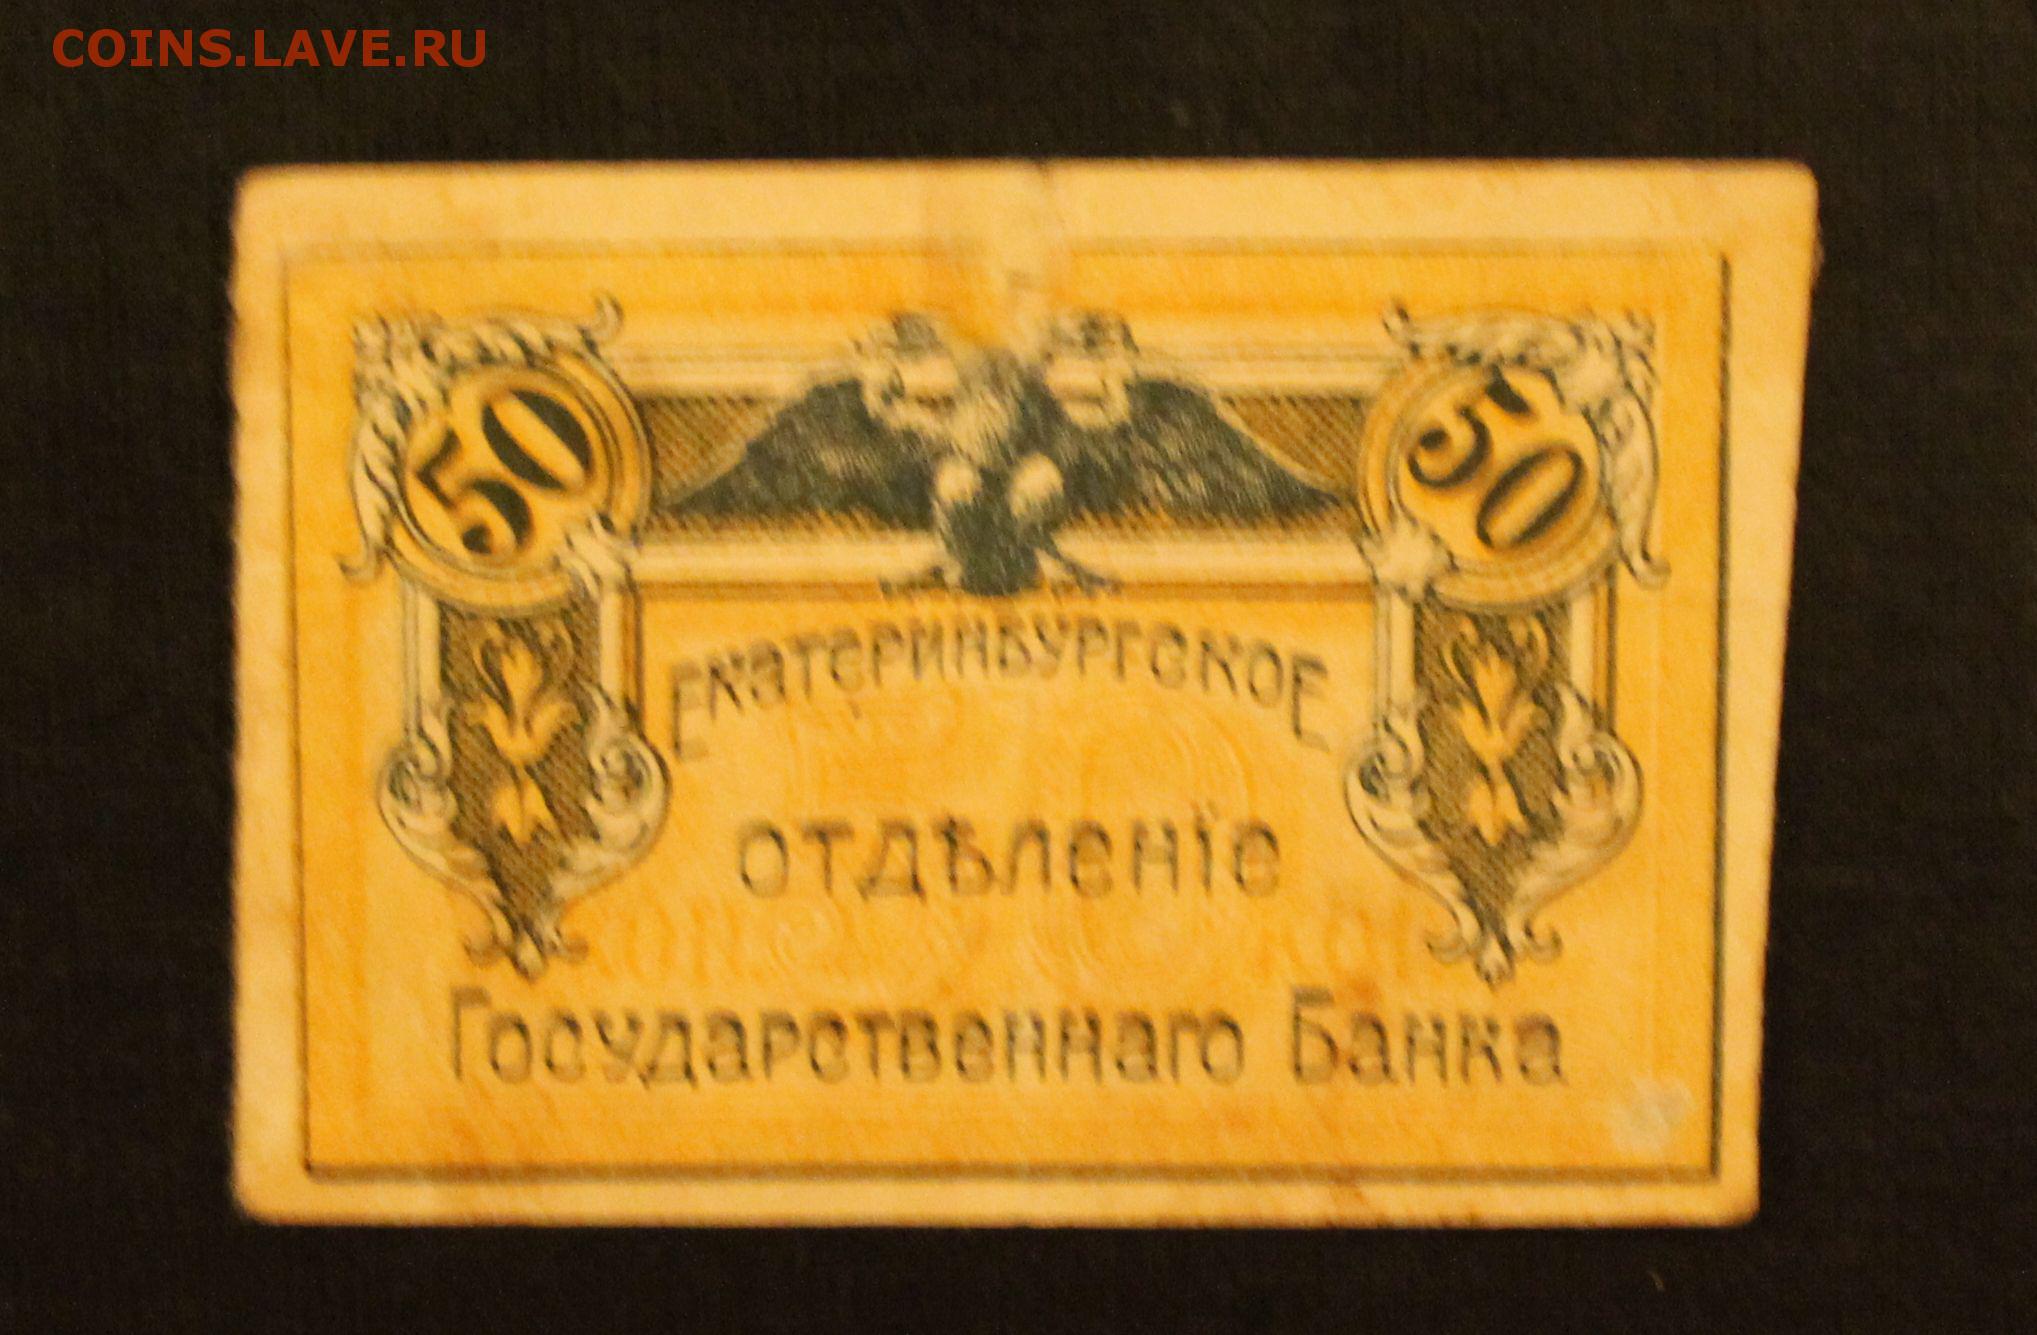 COINS.LAVE.RU
50 50
ЕКАТЕРИНБУРГСКОЕ
ОТДѢЛЕНІЕ
ГОСУДАРСТВЕННАГО БАНКА